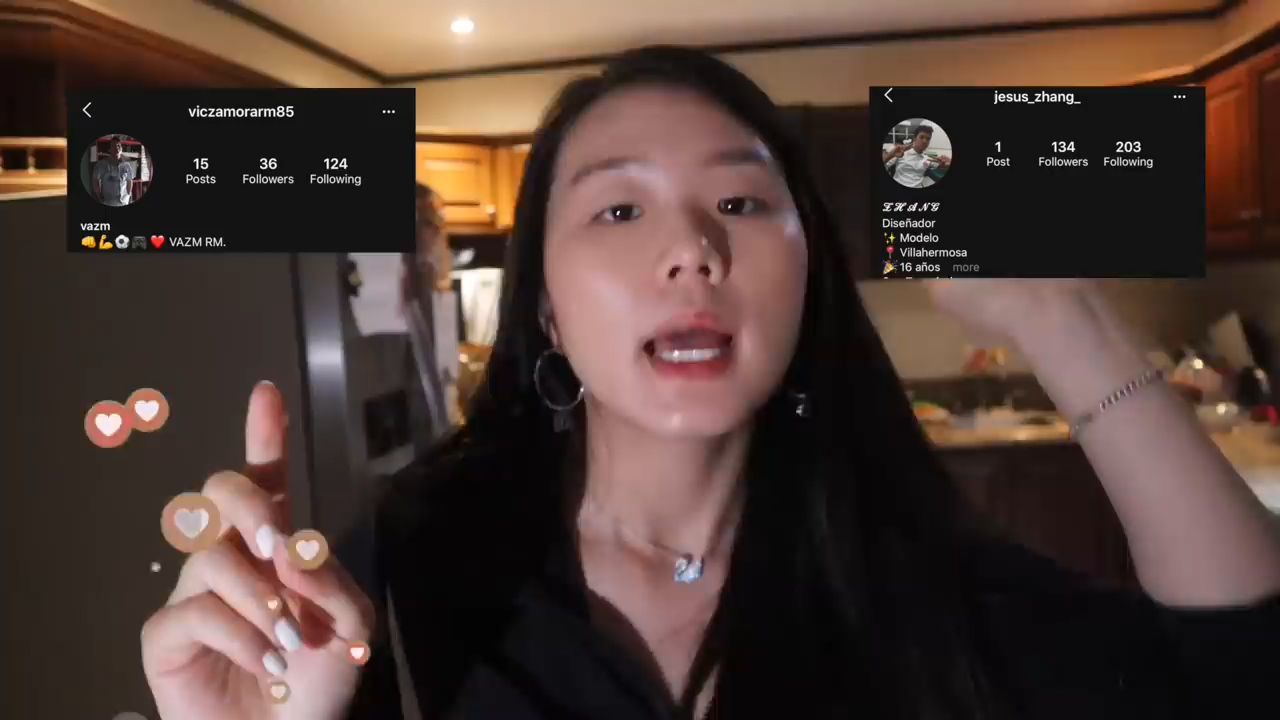 viczamorarm85
15 36 124
Posts Followers Following
vazm
👊💪⚽🎮❤️ VAZM RM.
jesus_zhang_
1 134 203
Post Followers Following
𝓩𝓗𝓐𝓝𝓖
Diseñador
✨ Modelo
📍 Villahermosa
🎉 16 años more